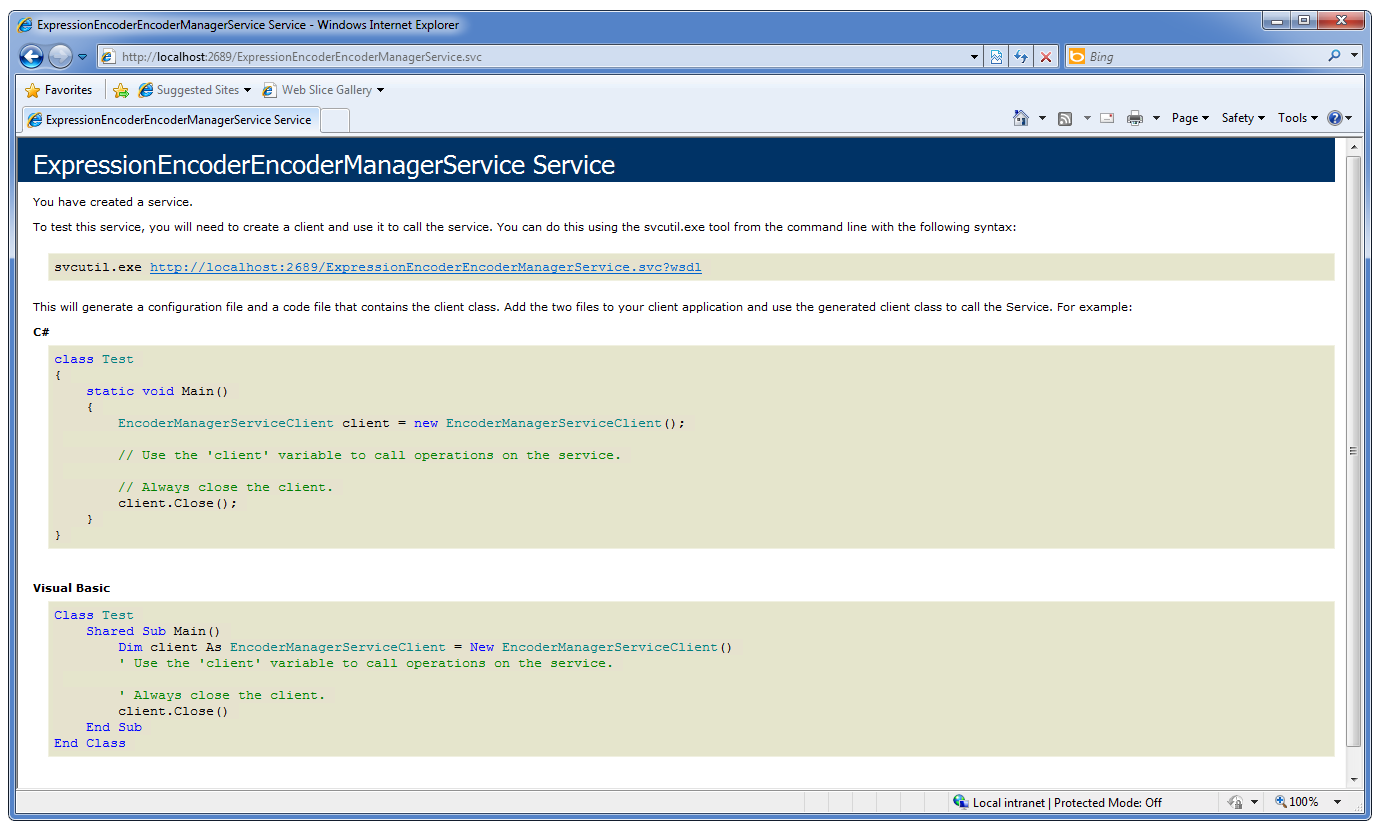 ExpressionEncoderEncoderManagerService Service - Windows Internet Explorer
http://localhost:2689/ExpressionEncoderEncoderManagerService.svc
Bing
Favorites
Suggested Sites
Web Slice Gallery
ExpressionEncoderEncoderManagerService Service
Page
Safety
Tools
ExpressionEncoderEncoderManagerService Service
You have created a service.
To test this service, you will need to create a client and use it to call the service. You can do this using the svcutil.exe tool from the command line with the following syntax:
svcutil.exe http://localhost:2689/ExpressionEncoderEncoderManagerService.svc?wsdl
This will generate a configuration file and a code file that contains the client class. Add the two files to your client application and use the generated client class to call the Service. For example:
C#
class Test
{
    static void Main()
    {
        EncoderManagerServiceClient client = new EncoderManagerServiceClient();
        // Use the 'client' variable to call operations on the service.
        // Always close the client.
        client.Close();
    }
}
Visual Basic
Class Test
    Shared Sub Main()
        Dim client As EncoderManagerServiceClient = New EncoderManagerServiceClient()
        ' Use the 'client' variable to call operations on the service.
        ' Always close the client.
        client.Close()
    End Sub
End Class
Local intranet | Protected Mode: Off
100%